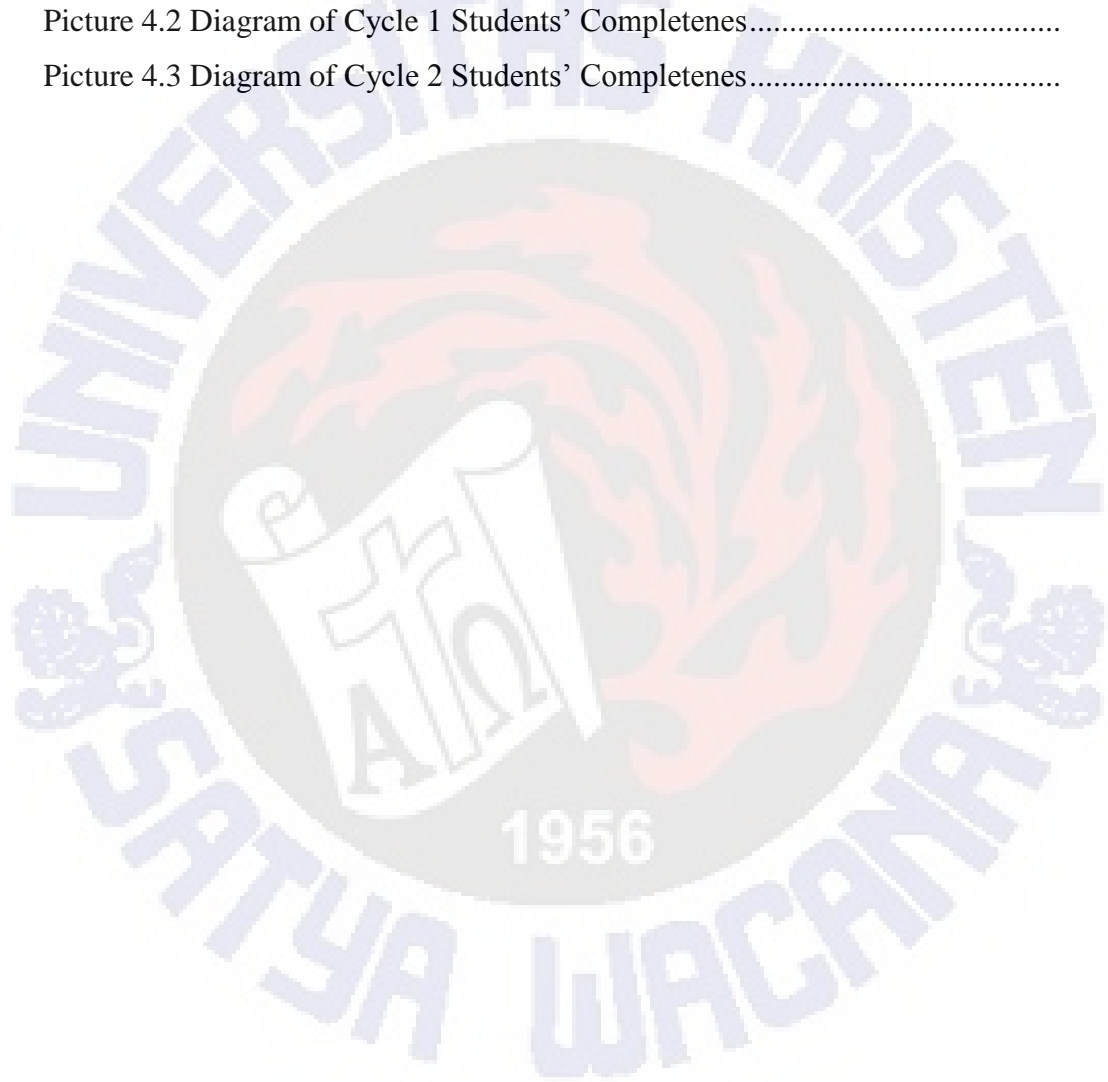 Picture 4.2 Diagram of Cycle 1 Students’ Completenes.......................................
Picture 4.3 Diagram of Cycle 2 Students’ Completenes.......................................
UNIVERSITAS KRISTEN
Α Ω
1956
SATYA WACANA